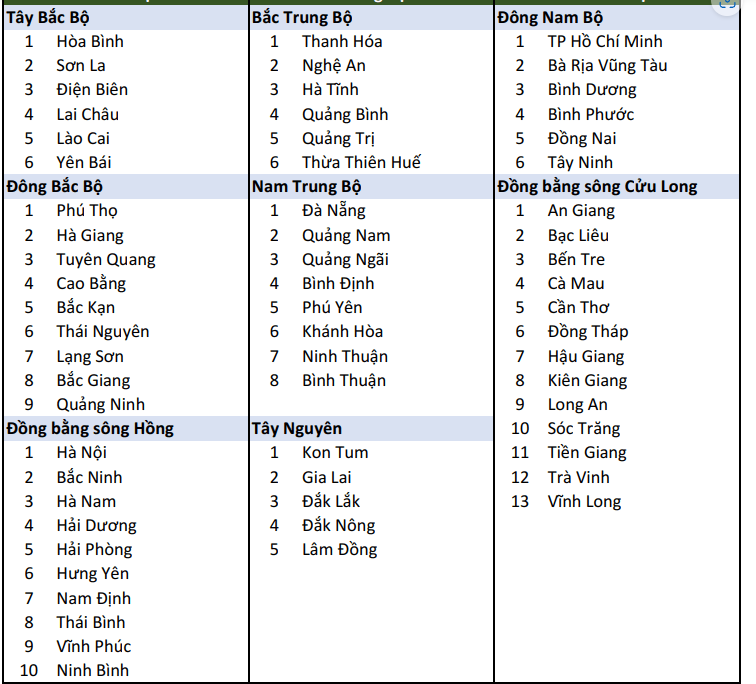 Tây Bắc Bộ
1 Hòa Bình
2 Sơn La
3 Điện Biên
4 Lai Châu
5 Lào Cai
6 Yên Bái
Đông Bắc Bộ
1 Phú Thọ
2 Hà Giang
3 Tuyên Quang
4 Cao Bằng
5 Bắc Kạn
6 Thái Nguyên
7 Lạng Sơn
8 Bắc Giang
9 Quảng Ninh
Đồng bằng sông Hồng
1 Hà Nội
2 Bắc Ninh
3 Hà Nam
4 Hải Dương
5 Hải Phòng
6 Hưng Yên
7 Nam Định
8 Thái Bình
9 Vĩnh Phúc
10 Ninh Bình
Bắc Trung Bộ
1 Thanh Hóa
2 Nghệ An
3 Hà Tĩnh
4 Quảng Bình
5 Quảng Trị
6 Thừa Thiên Huế
Nam Trung Bộ
1 Đà Nẵng
2 Quảng Nam
3 Quảng Ngãi
4 Bình Định
5 Phú Yên
6 Khánh Hòa
7 Ninh Thuận
8 Bình Thuận
Tây Nguyên
1 Kon Tum
2 Gia Lai
3 Đắk Lắk
4 Đắk Nông
5 Lâm Đồng
Đông Nam Bộ
1 TP Hồ Chí Minh
2 Bà Rịa Vũng Tàu
3 Bình Dương
4 Bình Phước
5 Đồng Nai
6 Tây Ninh
Đồng bằng sông Cửu Long
1 An Giang
2 Bạc Liêu
3 Bến Tre
4 Cà Mau
5 Cần Thơ
6 Đồng Tháp
7 Hậu Giang
8 Kiên Giang
9 Long An
10 Sóc Trăng
11 Tiền Giang
12 Trà Vinh
13 Vĩnh Long